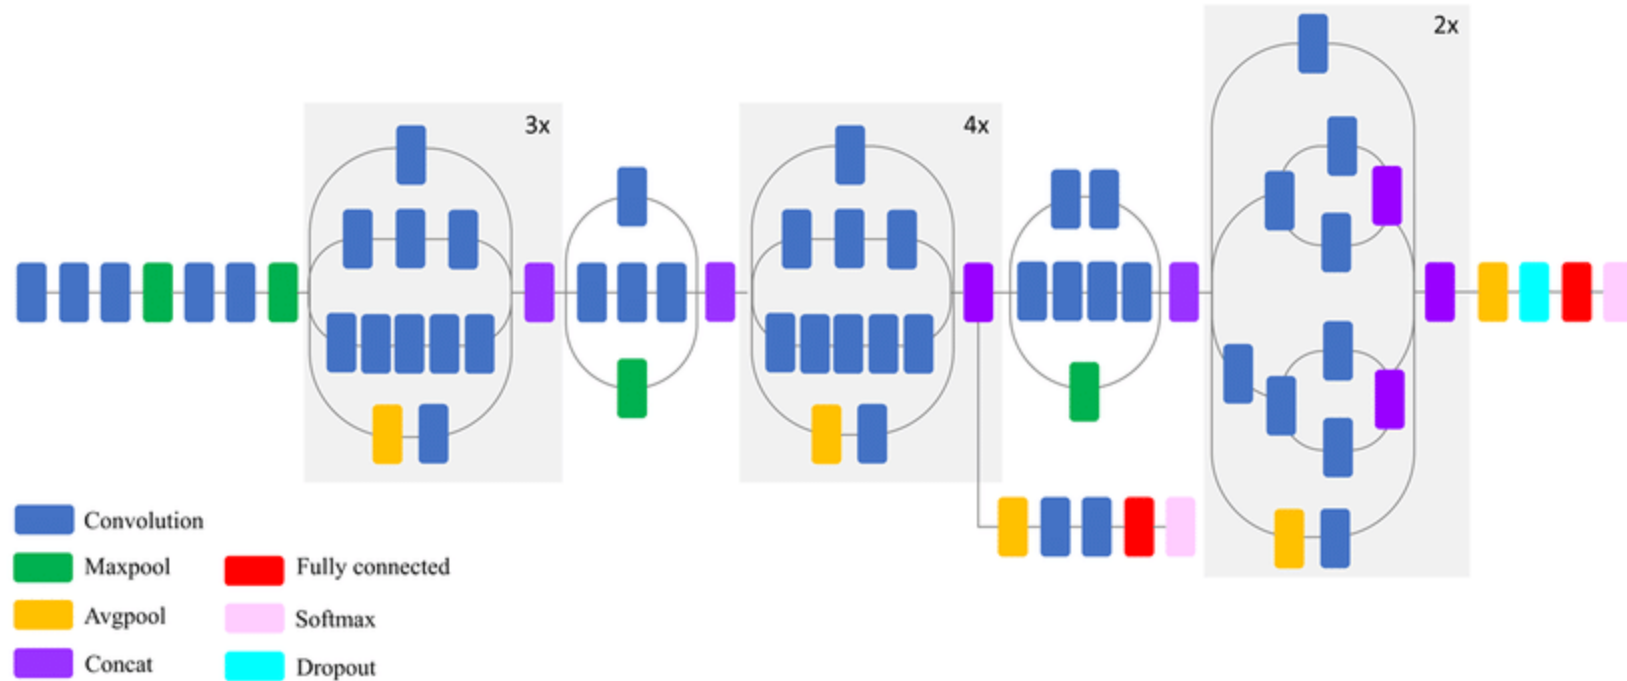 2x
3x
4x
Convolution
Maxpool
Fully connected
Avgpool
Softmax
Concat
Dropout